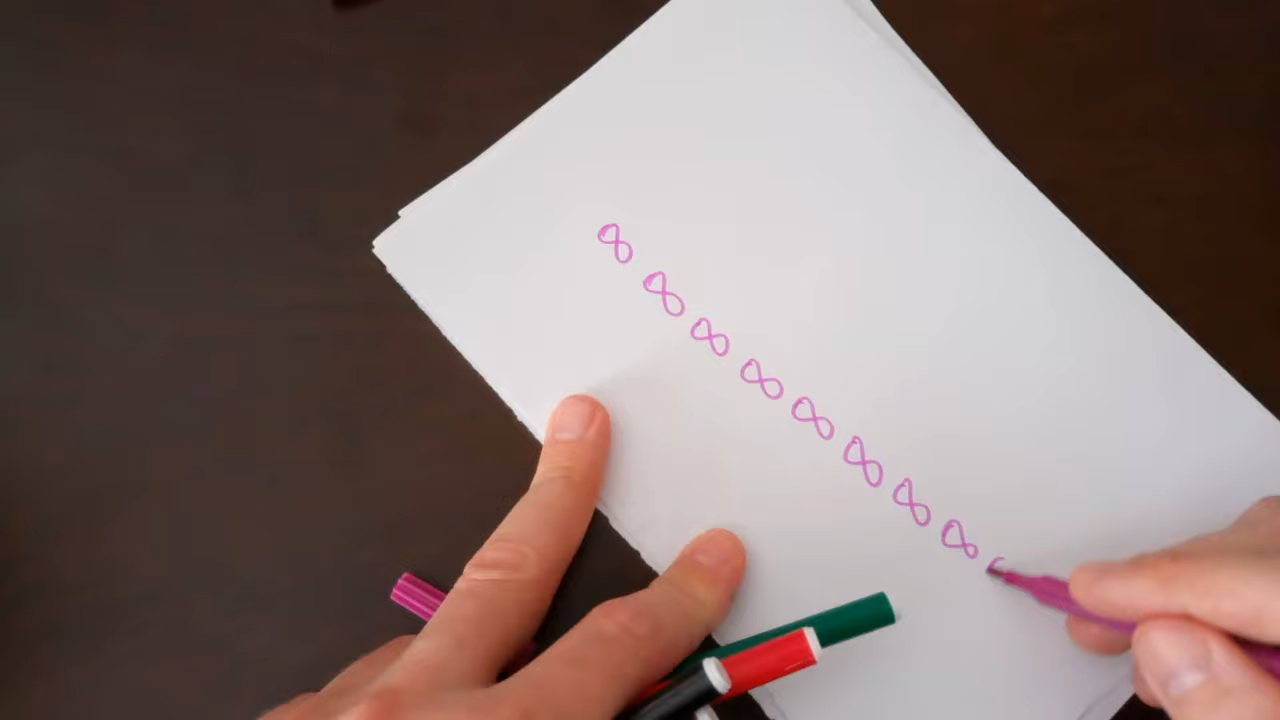 ∞ ∞ ∞ ∞ ∞ ∞ ∞ ∞